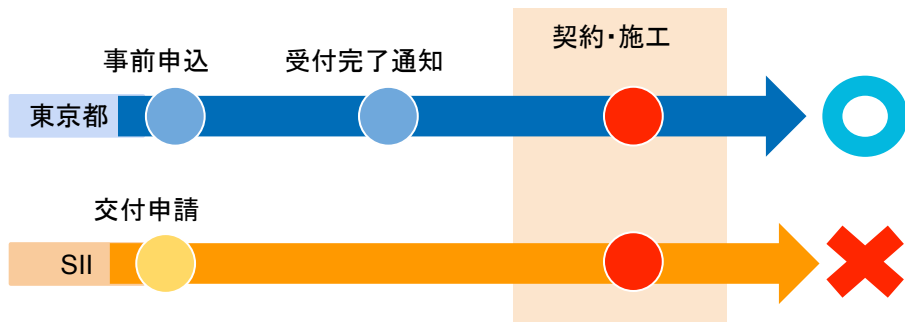 契約・施工
事前申込
受付完了通知
東京都
交付申請
SII